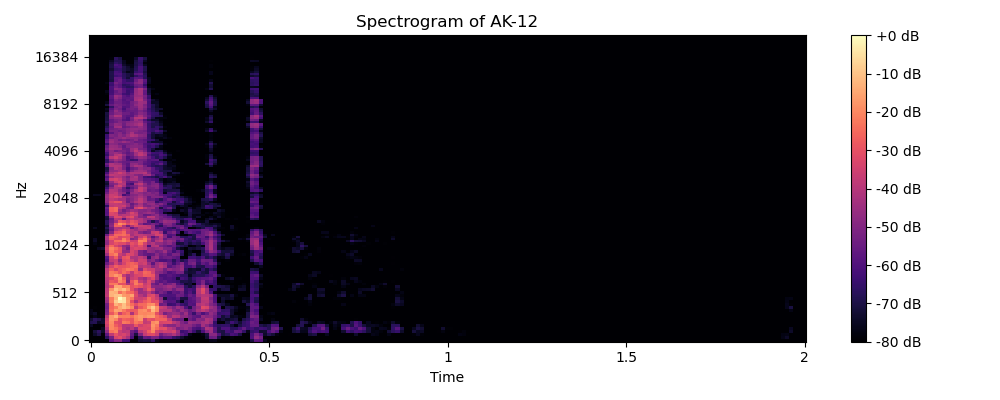 Spectrogram of AK-12
Hz
16384
8192
4096
2048
1024
512
0
0
0.5
1
1.5
2
Time
+0 dB
-10 dB
-20 dB
-30 dB
-40 dB
-50 dB
-60 dB
-70 dB
-80 dB